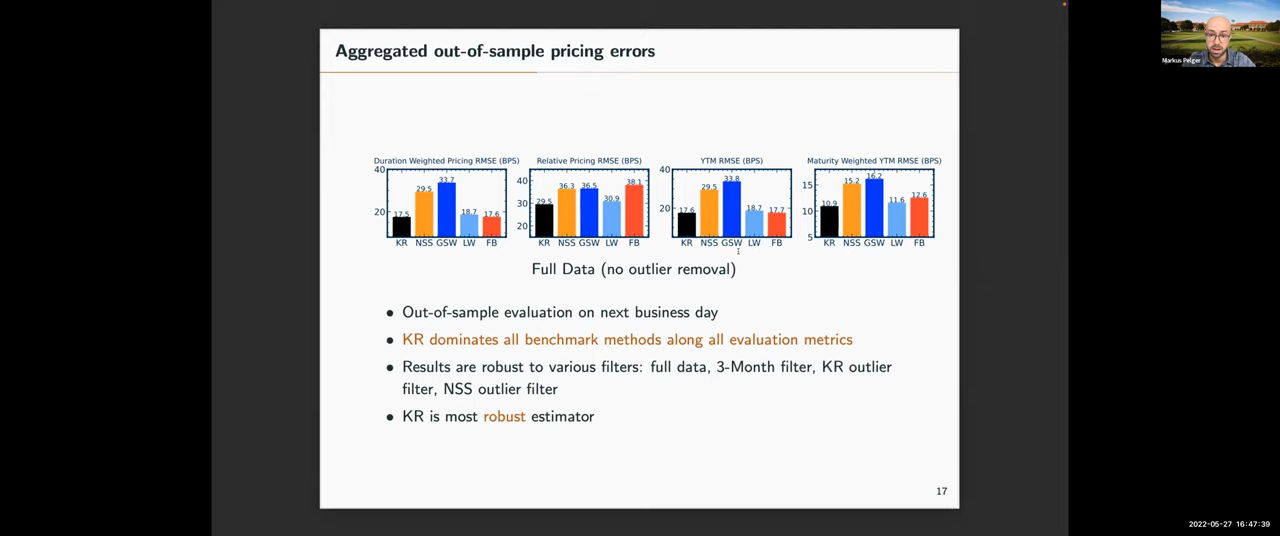 Aggregated out-of-sample pricing errors
Markus Pelger
Duration Weighted Pricing RMSE (BPS)
40
20
17.5
29.5
33.7
18.7
17.6
KR NSS GSW LW FB
Relative Pricing RMSE (BPS)
40
30
20
29.5
36.3
36.5
30.9
38.1
KR NSS GSW LW FB
YTM RMSE (BPS)
40
20
17.6
29.5
33.8
18.7
17.7
KR NSS GSW LW FB
Maturity Weighted YTM RMSE (BPS)
15
10
5
10.9
15.2
16.2
11.6
12.6
KR NSS GSW LW FB
Full Data (no outlier removal)
• Out-of-sample evaluation on next business day
• KR dominates all benchmark methods along all evaluation metrics
• Results are robust to various filters: full data, 3-Month filter, KR outlier
filter, NSS outlier filter
• KR is most robust estimator
17
2022-05-27 16:47:39